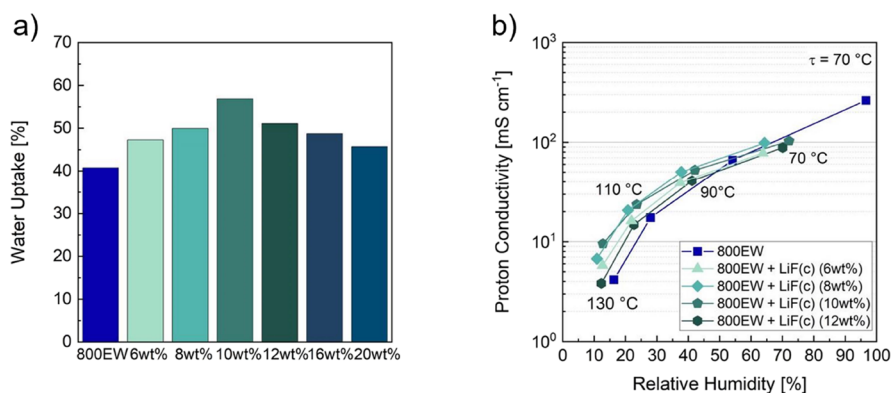 a)
Water Uptake [%]
70
60
50
40
30
20
10
0
800EW 6wt% 8wt% 10wt% 12wt% 16wt% 20wt%
b)
Proton Conductivity [mS cm⁻¹]
10³
10²
10¹
10⁰
τ = 70 °C
110 °C
90°C
70 °C
130 °C
800EW
800EW + LiF(c) (6wt%)
800EW + LiF(c) (8wt%)
800EW + LiF(c) (10wt%)
800EW + LiF(c) (12wt%)
0 10 20 30 40 50 60 70 80 90 100
Relative Humidity [%]